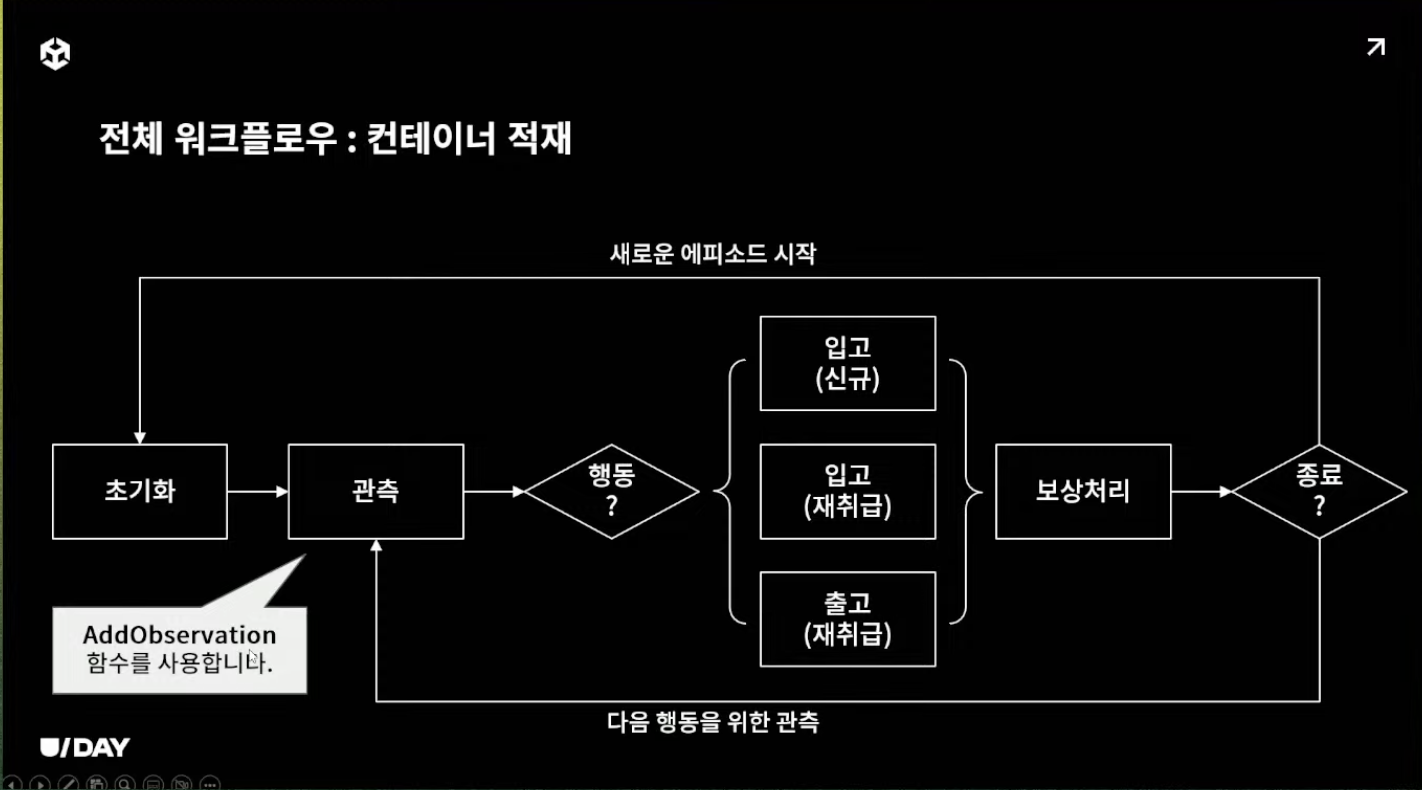 전체 워크플로우 : 컨테이너 적재
새로운 에피소드 시작
초기화
관측
행동
?
입고
(신규)
입고
(재취급)
출고
(재취급)
보상처리
종료
?
AddObservation
함수를 사용합니다.
다음 행동을 위한 관측
U/DAY